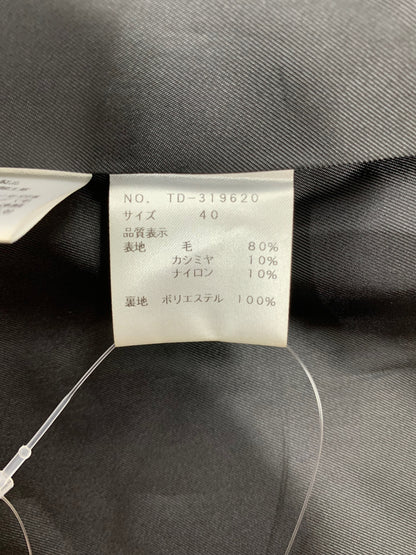 NO. TD-319620
サイズ 40
品質表示
表地 毛 80%
カシミヤ 10%
ナイロン 10%
裏地 ポリエステル 100%